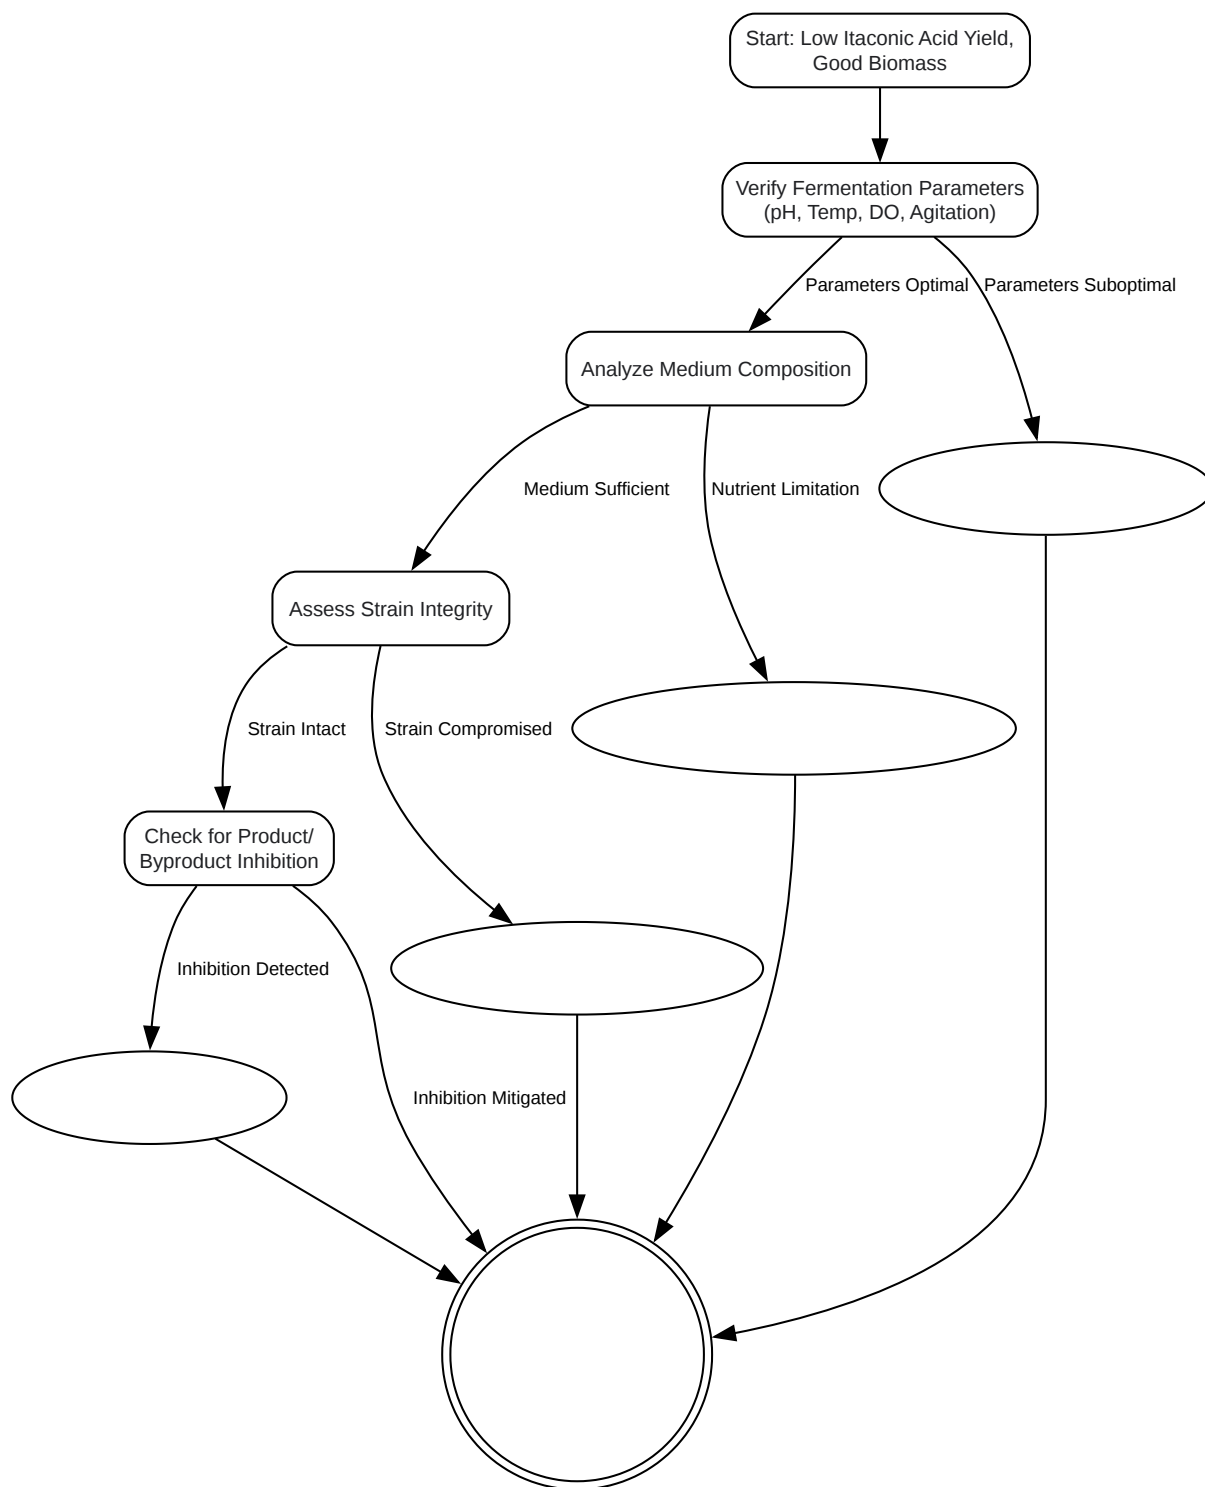 Start: Low Itaconic Acid Yield,
Good Biomass
Verify Fermentation Parameters
(pH, Temp, DO, Agitation)
Parameters Optimal
Parameters Suboptimal
Analyze Medium Composition
Medium Sufficient
Nutrient Limitation
Assess Strain Integrity
Strain Intact
Strain Compromised
Check for Product/
Byproduct Inhibition
Inhibition Detected
Inhibition Mitigated